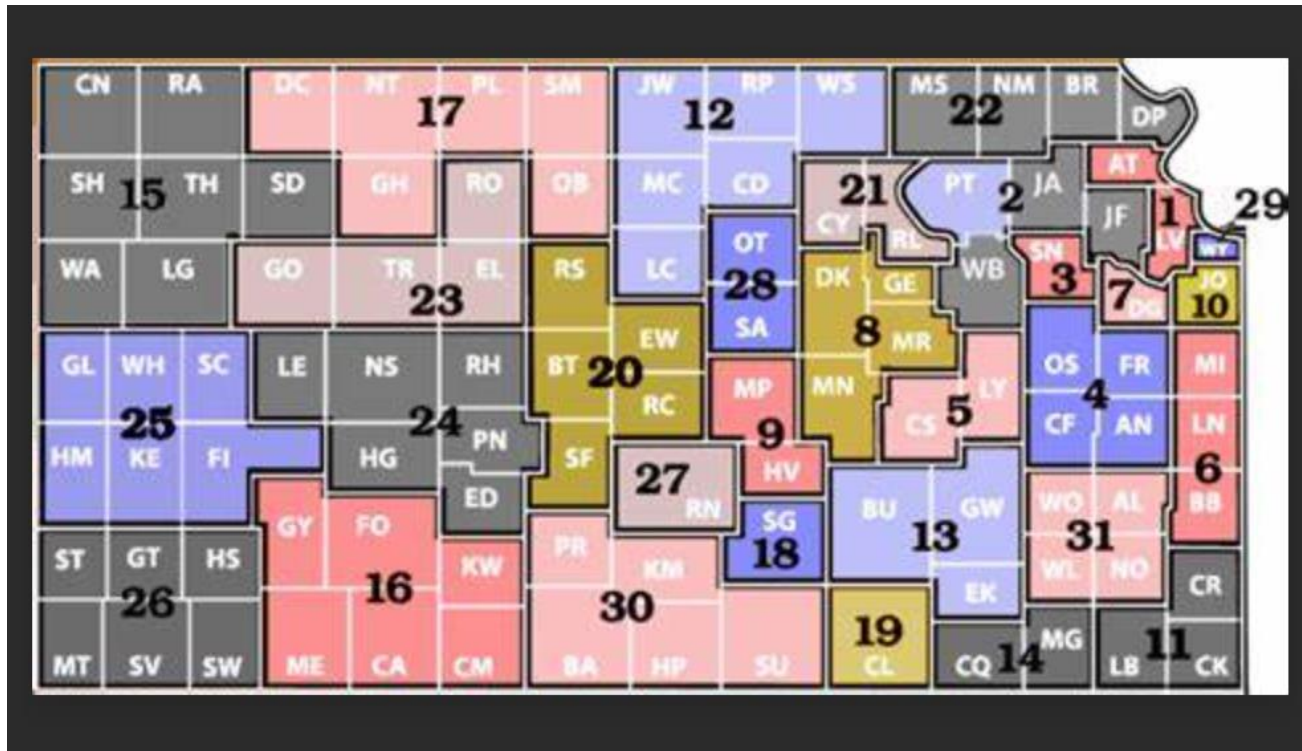 CN RA DC NT PL SM JW RP WS MS NM BR
17 12 22 DP
AT
SH 15 TH SD GH RO OB MC CD 21 PT 2 JA JF 1 29
CY RL LV
WA LG GO TR EL RS LC OT DK GE WB SN WY
23 28 3 7 DG JO
10
SA 8 MR
GL WH SC LE NS RH BT 20 EW MP MN LY OS FR MI
25 24 RC 9 CS 5 4 LN
HM KE FI HG PN SF HV CF AN 6
ED 27 RN SG BU GW WO AL BB
GY FO 18 13 31
ST GT HS 16 KW PR KM EK WL NO CR
26 30 19
MT SV SW ME CA CM BA HP SU CL CQ 14 MG LB 11 CK